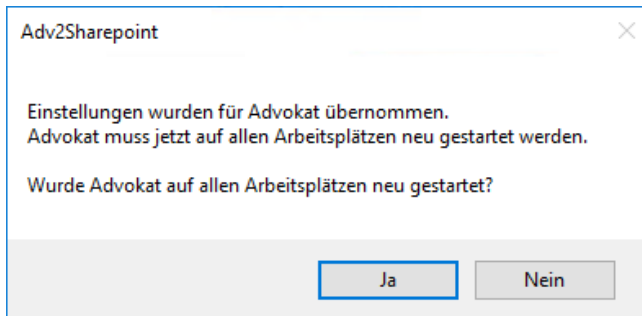 Adv2Sharepoint
Einstellungen wurden für Advokat übernommen.
Advokat muss jetzt auf allen Arbeitsplätzen neu gestartet werden.
Wurde Advokat auf allen Arbeitsplätzen neu gestartet?
Ja
Nein